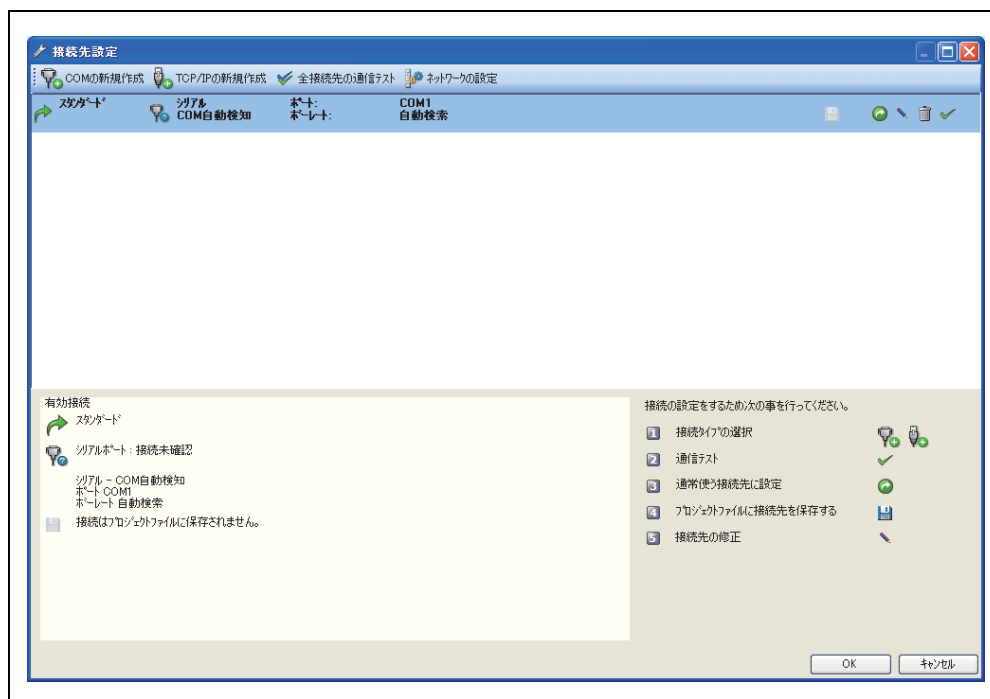 接続先設定
COMの新規作成 TCP/IPの新規作成 全接続先の通信テスト ネットワークの設定
スタンダード シリアル ポート: COM1
COM自動検知 ボーレート: 自動検索
有効接続
スタンダード
シリアルポート : 接続未確認
シリアル - COM自動検知
ポート COM1
ボーレート 自動検索
接続はプロジェクトファイルに保存されません。
接続の設定をするため次の事を行ってください。
1 接続タイプの選択
2 通信テスト
3 通常使う接続先に設定
4 プロジェクトファイルに接続先を保存する
5 接続先の修正
OK キャンセル